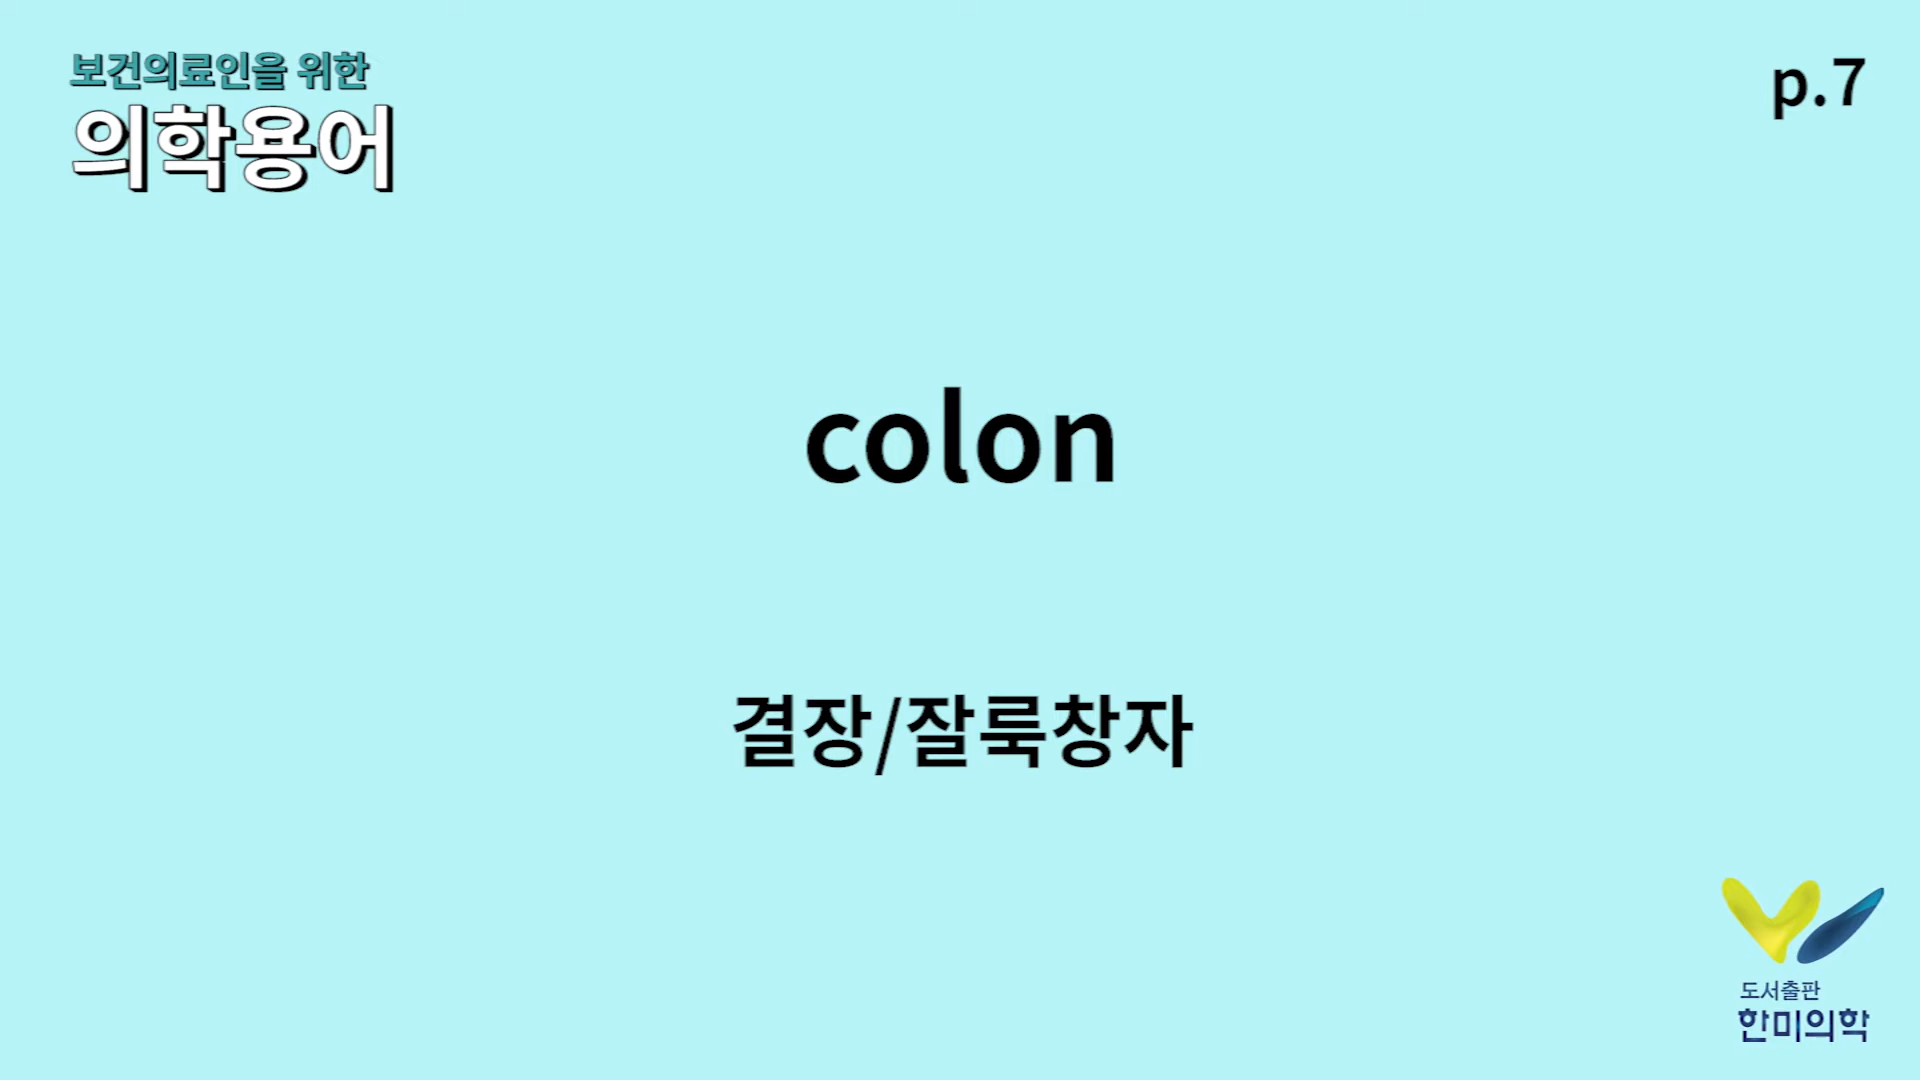 보건의료인을 위한
의학용어
p.7
colon
결장/잘룩창자
도서출판
한미의학